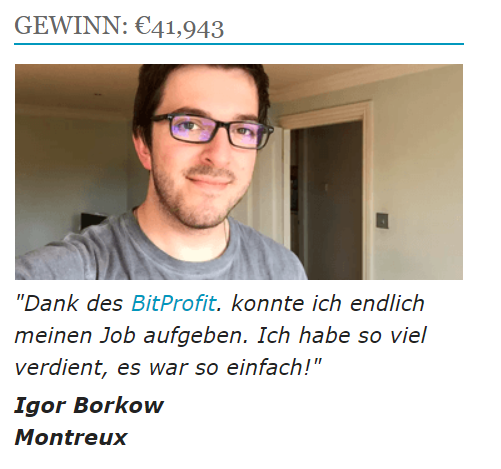 GEWINN: €41,943
"Dank des BitProfit. konnte ich endlich
meinen Job aufgeben. Ich habe so viel
verdient, es war so einfach!"
Igor Borkow
Montreux